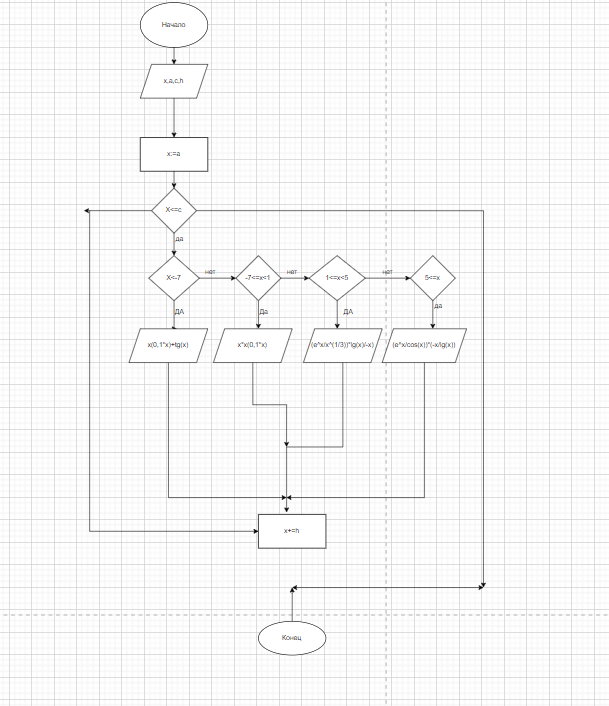 Начало
x,a,c,h
x:=a
X<=c
да
X<-7
нет
-7<=x<1
нет
1<=x<5
нет
5<=x
ДА
Да
ДА
да
x(0,1*x)+tg(x)
x*x(0,1*x)
(e^x/x^(1/3))*lg(x)/-x)
(e^x/cos(x))*(-x/lg(x))
x+=h
Конец